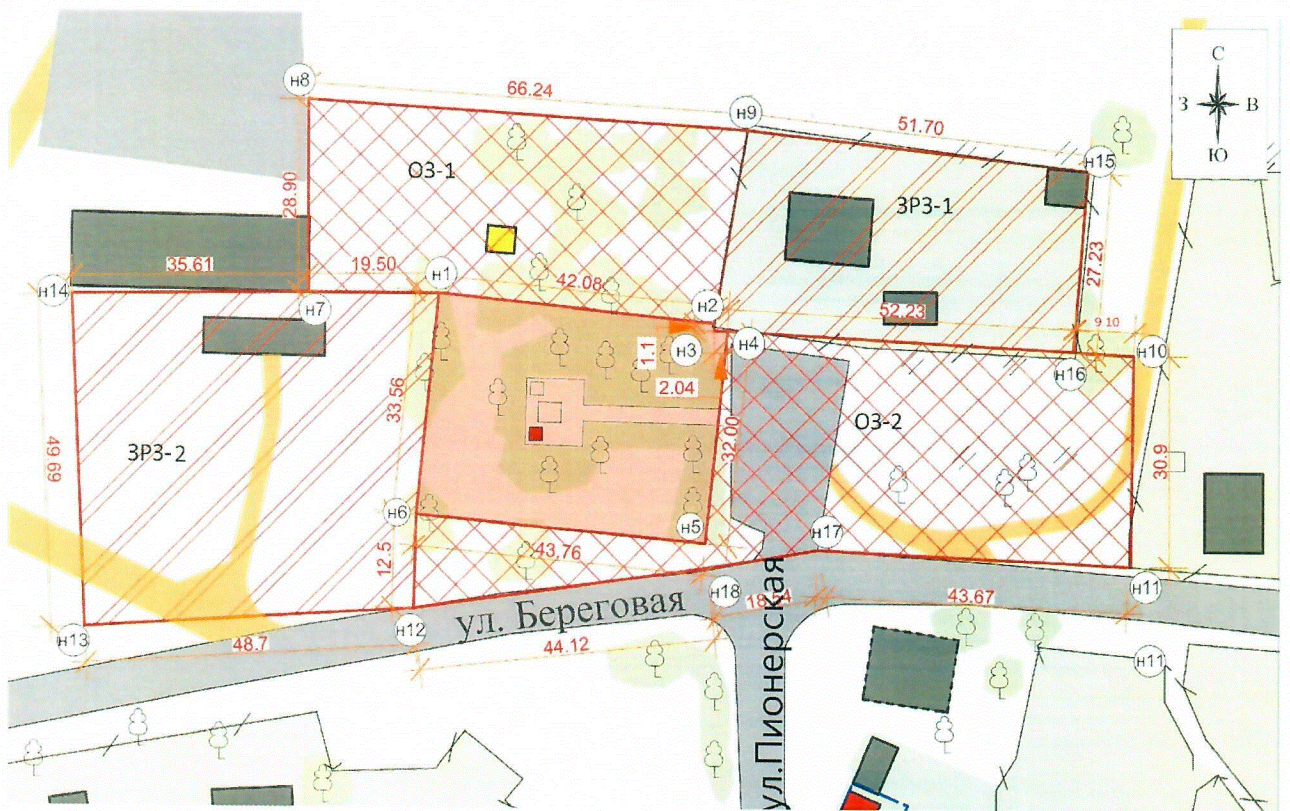 н8
66.24
н9
51.70
н15
С
З
В
Ю
ОЗ-1
28.90
ЗРЗ-1
27.23
35.61
19.50
н1
42.08
н2
52.23
9 10
н14
н7
н3
1.1
н4
н10
н16
2.04
33.56
32.00
ОЗ-2
ЗРЗ-2
49.69
30.9
н6
н5
н17
43.76
12.5
н18
18.54
43.67
н11
н13
48.7
н12
ул. Береговая
44.12
ул.Пионерская
н11